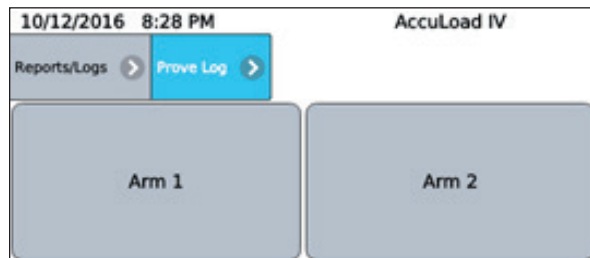 10/12/2016 8:28 PM AccuLoad IV
Reports/Logs Prove Log
Arm 1 Arm 2